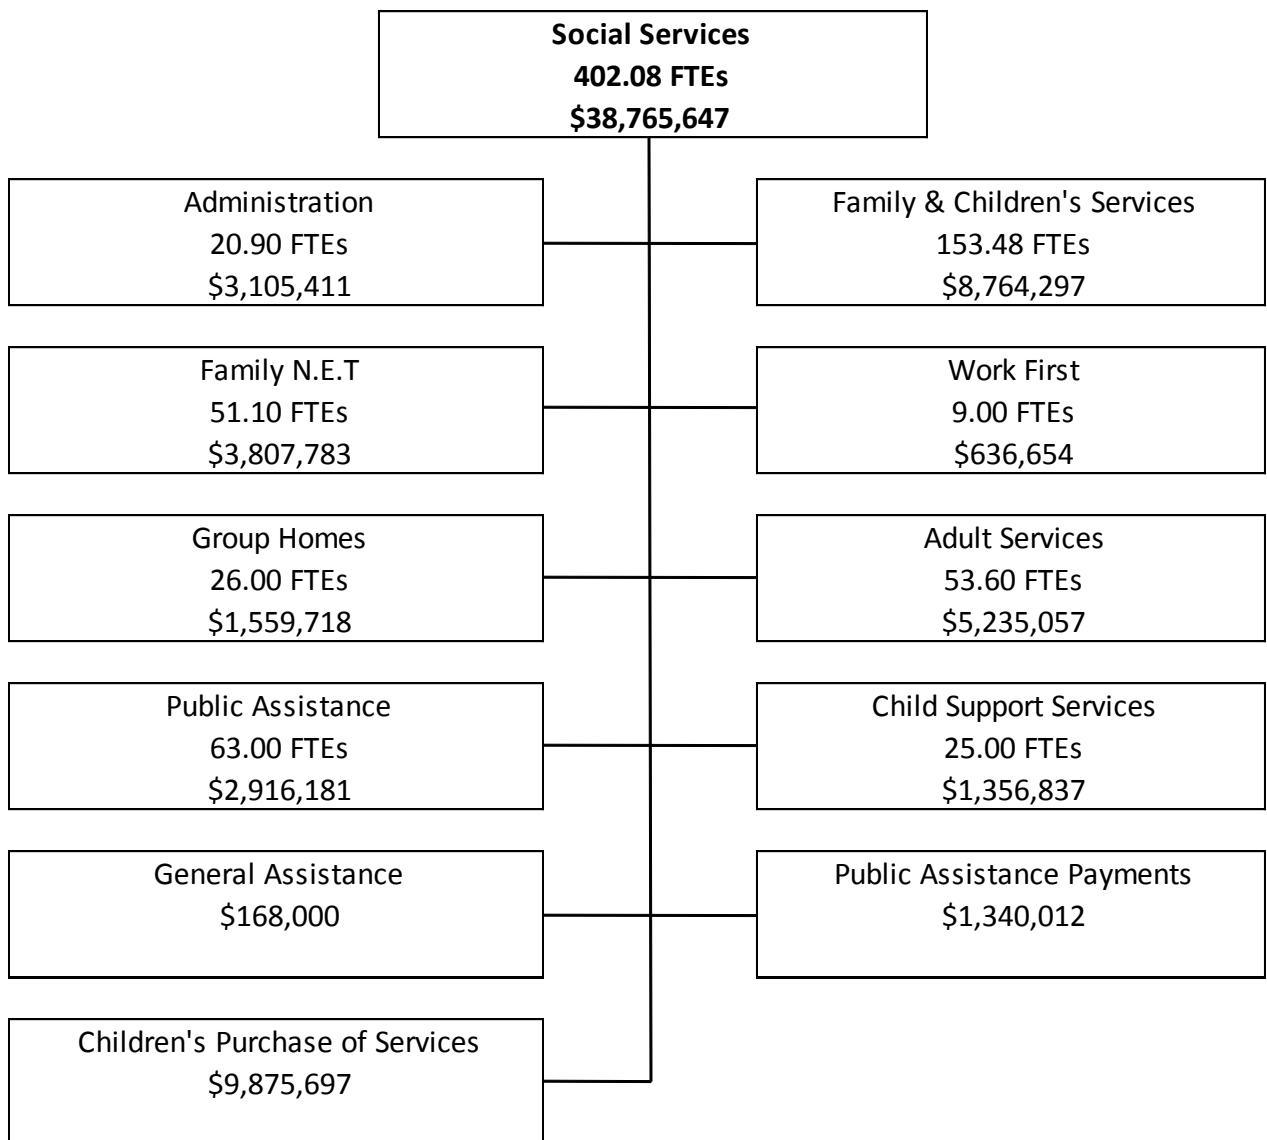 Social Services
402.08 FTEs
$38,765,647
Administration
20.90 FTEs
$3,105,411
Family & Children's Services
153.48 FTEs
$8,764,297
Family N.E.T
51.10 FTEs
$3,807,783
Work First
9.00 FTEs
$636,654
Group Homes
26.00 FTEs
$1,559,718
Adult Services
53.60 FTEs
$5,235,057
Public Assistance
63.00 FTEs
$2,916,181
Child Support Services
25.00 FTEs
$1,356,837
General Assistance
$168,000
Public Assistance Payments
$1,340,012
Children's Purchase of Services
$9,875,697